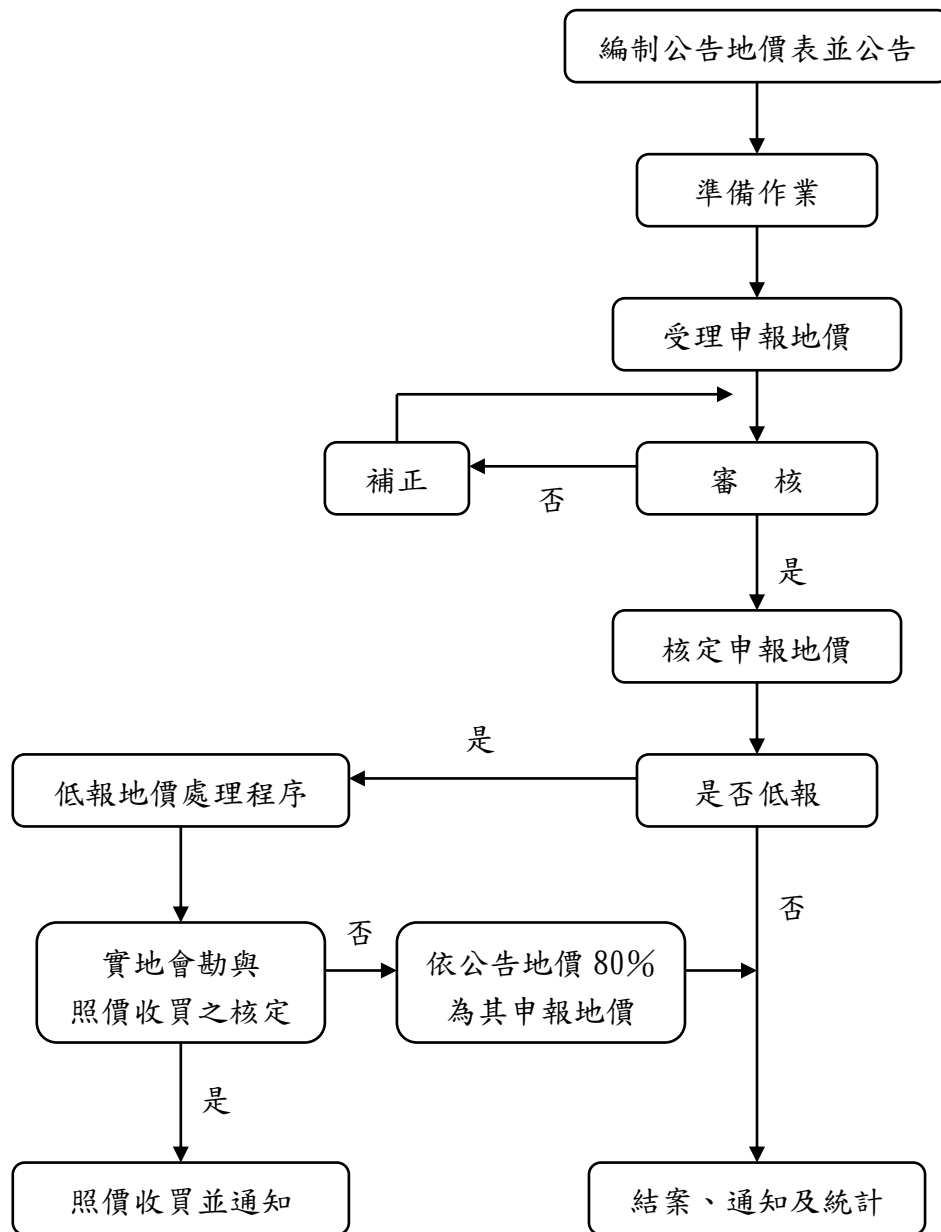 編制公告地價表並公告
準備作業
受理申報地價
補正
否
審 核
是
核定申報地價
是
低報地價處理程序
是否低報
否
實地會勘與
照價收買之核定
否
依公告地價 80%
為其申報地價
是
照價收買並通知
結案、通知及統計